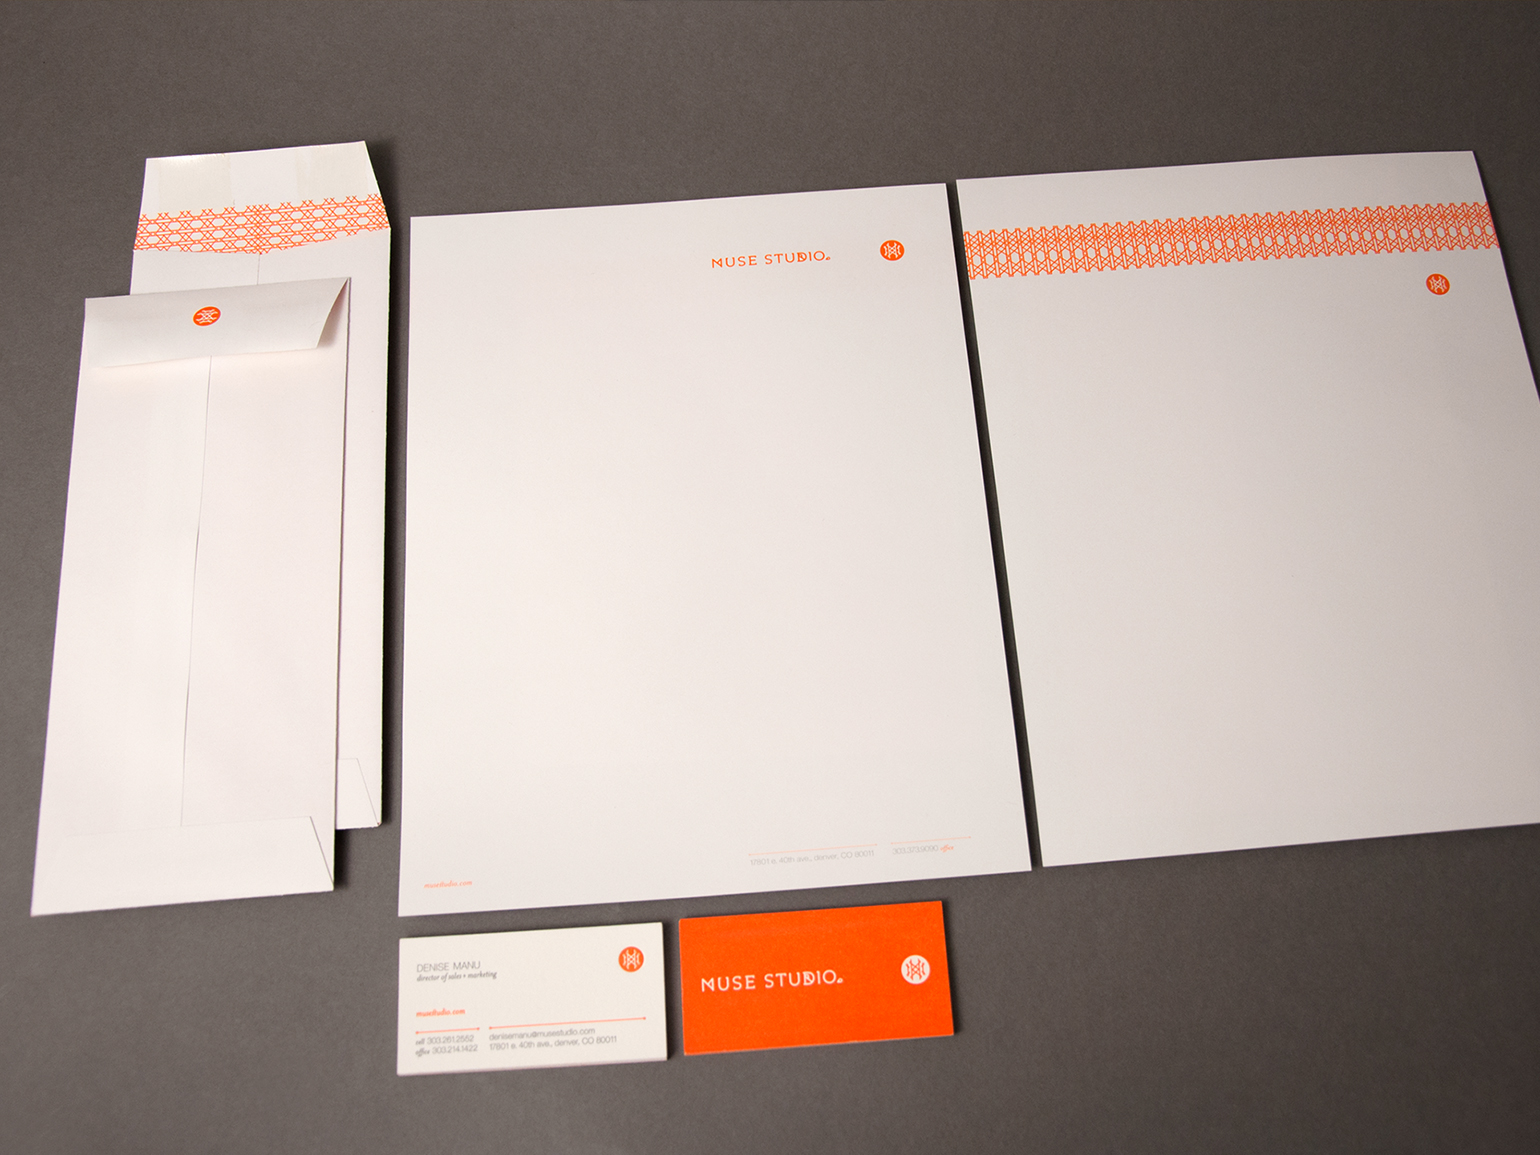 MUSE STUDIO
musestudio.com
17801 e. 40th ave., denver, CO 80011
303.373.9090 office
DENISE MANU
director of sales + marketing
musestudio.com
cell 303.261.2552
office 303.214.1422
denisemanu@musestudio.com
17801 e. 40th ave., denver, CO 80011
MUSE STUDIO